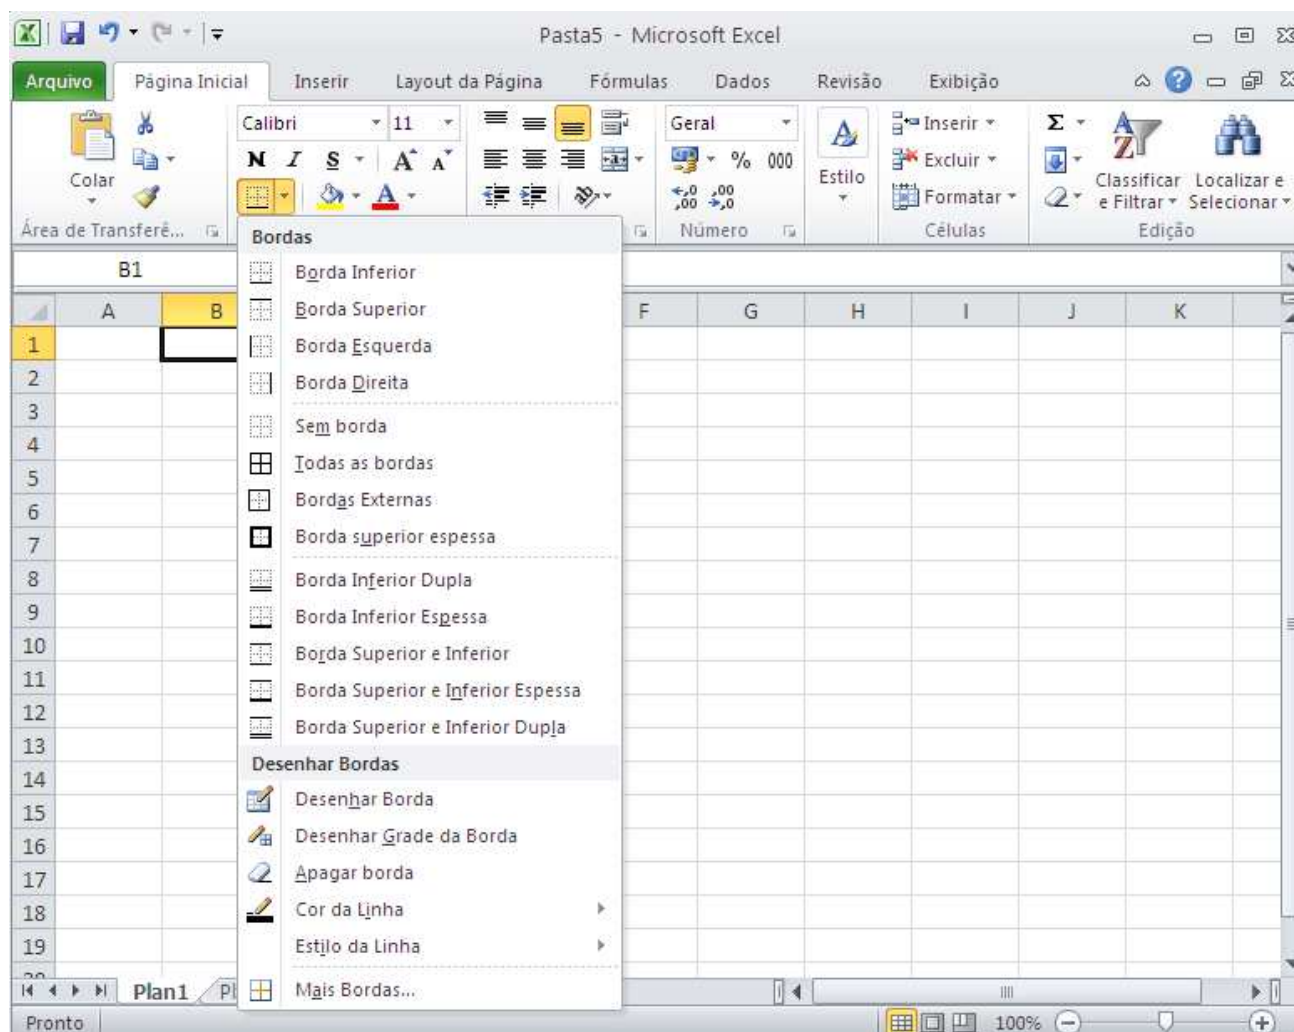 Pasta5 - Microsoft Excel
Arquivo Página Inicial Inserir Layout da Página Fórmulas Dados Revisão Exibição
Colar
Área de Transferê...
Calibri 11
N I S A A
A
Geral
% 000
,0 ,00
,00 ,0
Número
Estilo
Inserir
Excluir
Formatar
Células
Σ
Classificar e Filtrar
Localizar e Selecionar
Edição
B1
A B F G H I J K
1
2
3
4
5
6
7
8
9
10
11
12
13
14
15
16
17
18
19
20
Bordas
Borda Inferior
Borda Superior
Borda Esquerda
Borda Direita
Sem borda
Todas as bordas
Bordas Externas
Borda superior espessa
Borda Inferior Dupla
Borda Inferior Espessa
Borda Superior e Inferior
Borda Superior e Inferior Espessa
Borda Superior e Inferior Dupla
Desenhar Bordas
Desenhar Borda
Desenhar Grade da Borda
Apagar borda
Cor da Linha
Estilo da Linha
Mais Bordas...
Plan1
Pronto 100%